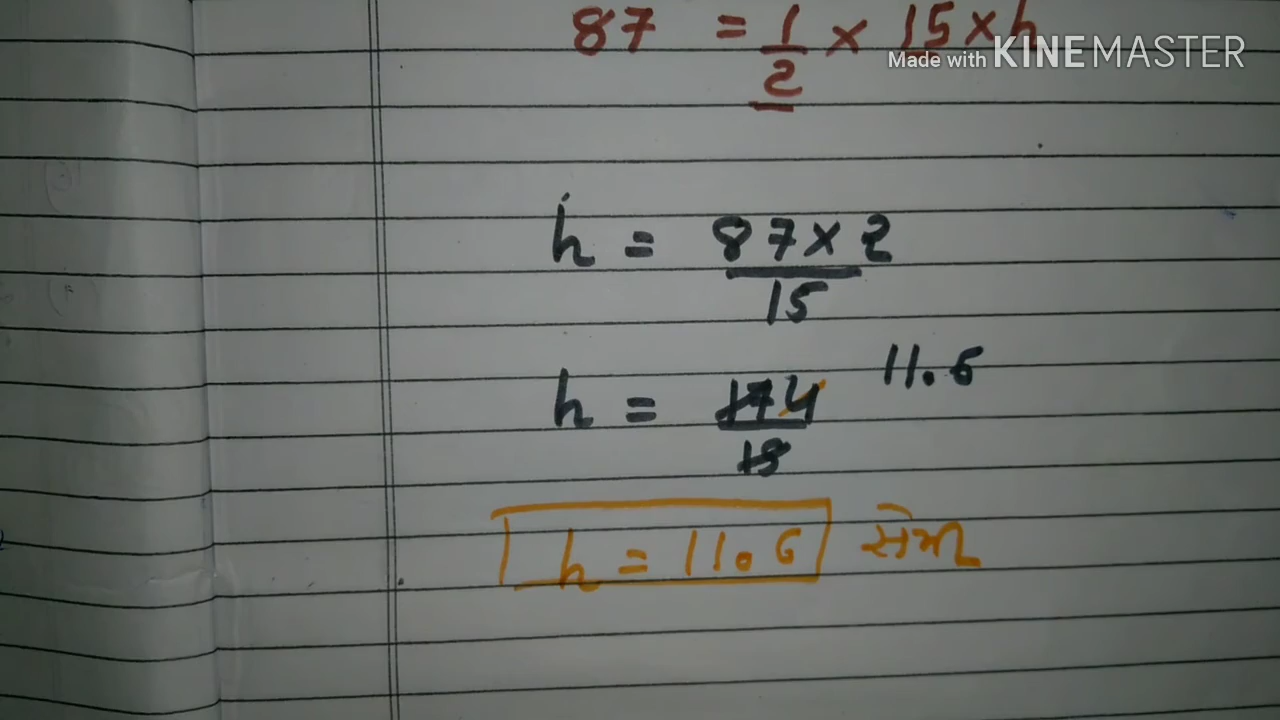 87 = 1/2 × 15 × h
Made with KINEMASTER
h = 87×2/15
h = 174/15 11.6
h = 11.6 सेमी